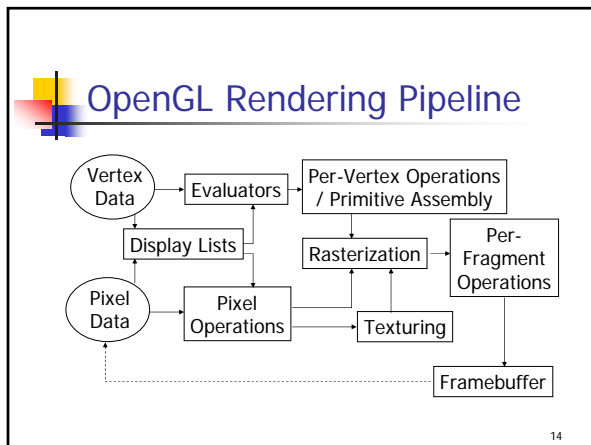 OpenGL Rendering Pipeline
Vertex
Data
Evaluators
Per-Vertex Operations
/ Primitive Assembly
Display Lists
Rasterization
Per-
Fragment
Operations
Pixel
Data
Pixel
Operations
Texturing
Framebuffer
14